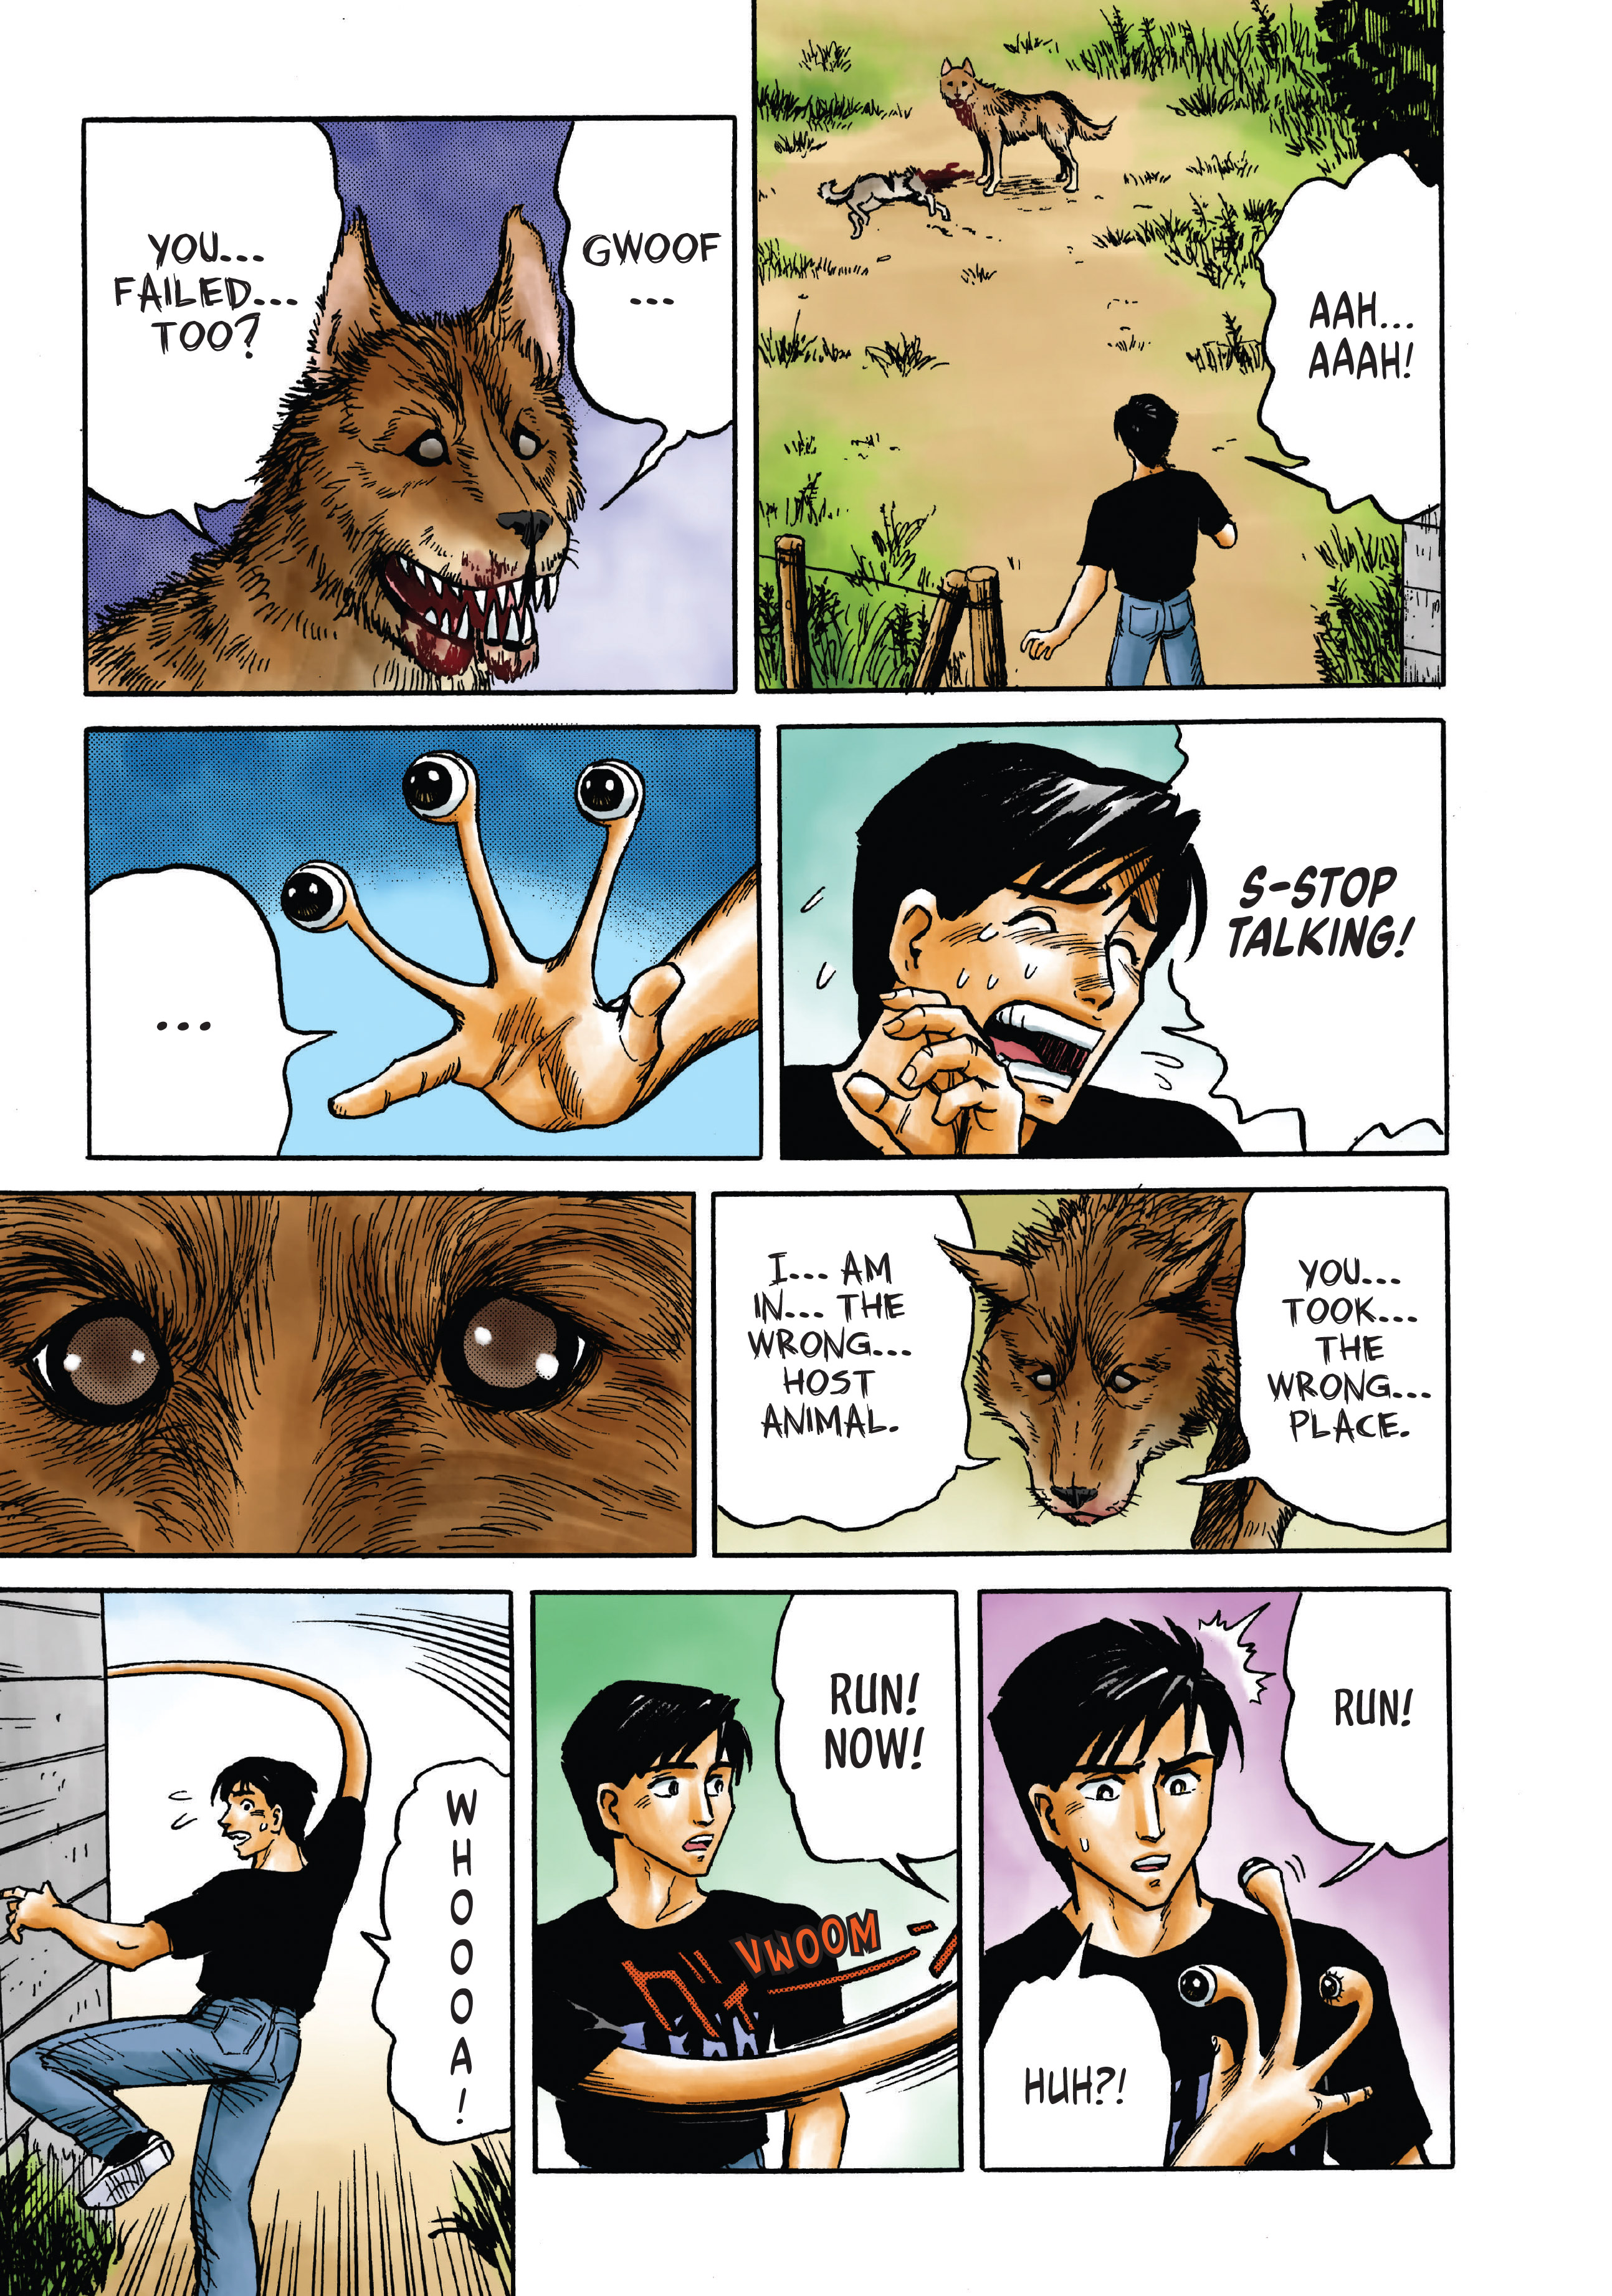 AAH...
AAAH!
GWOOF
...
YOU...
FAILED...
TOO?
S-STOP
TALKING!
...
YOU...
TOOK...
THE
WRONG...
PLACE.
I... AM
IN... THE
WRONG...
HOST
ANIMAL.
RUN!
HUH?!
RUN!
NOW!
VWOOM
WHOOOOA!